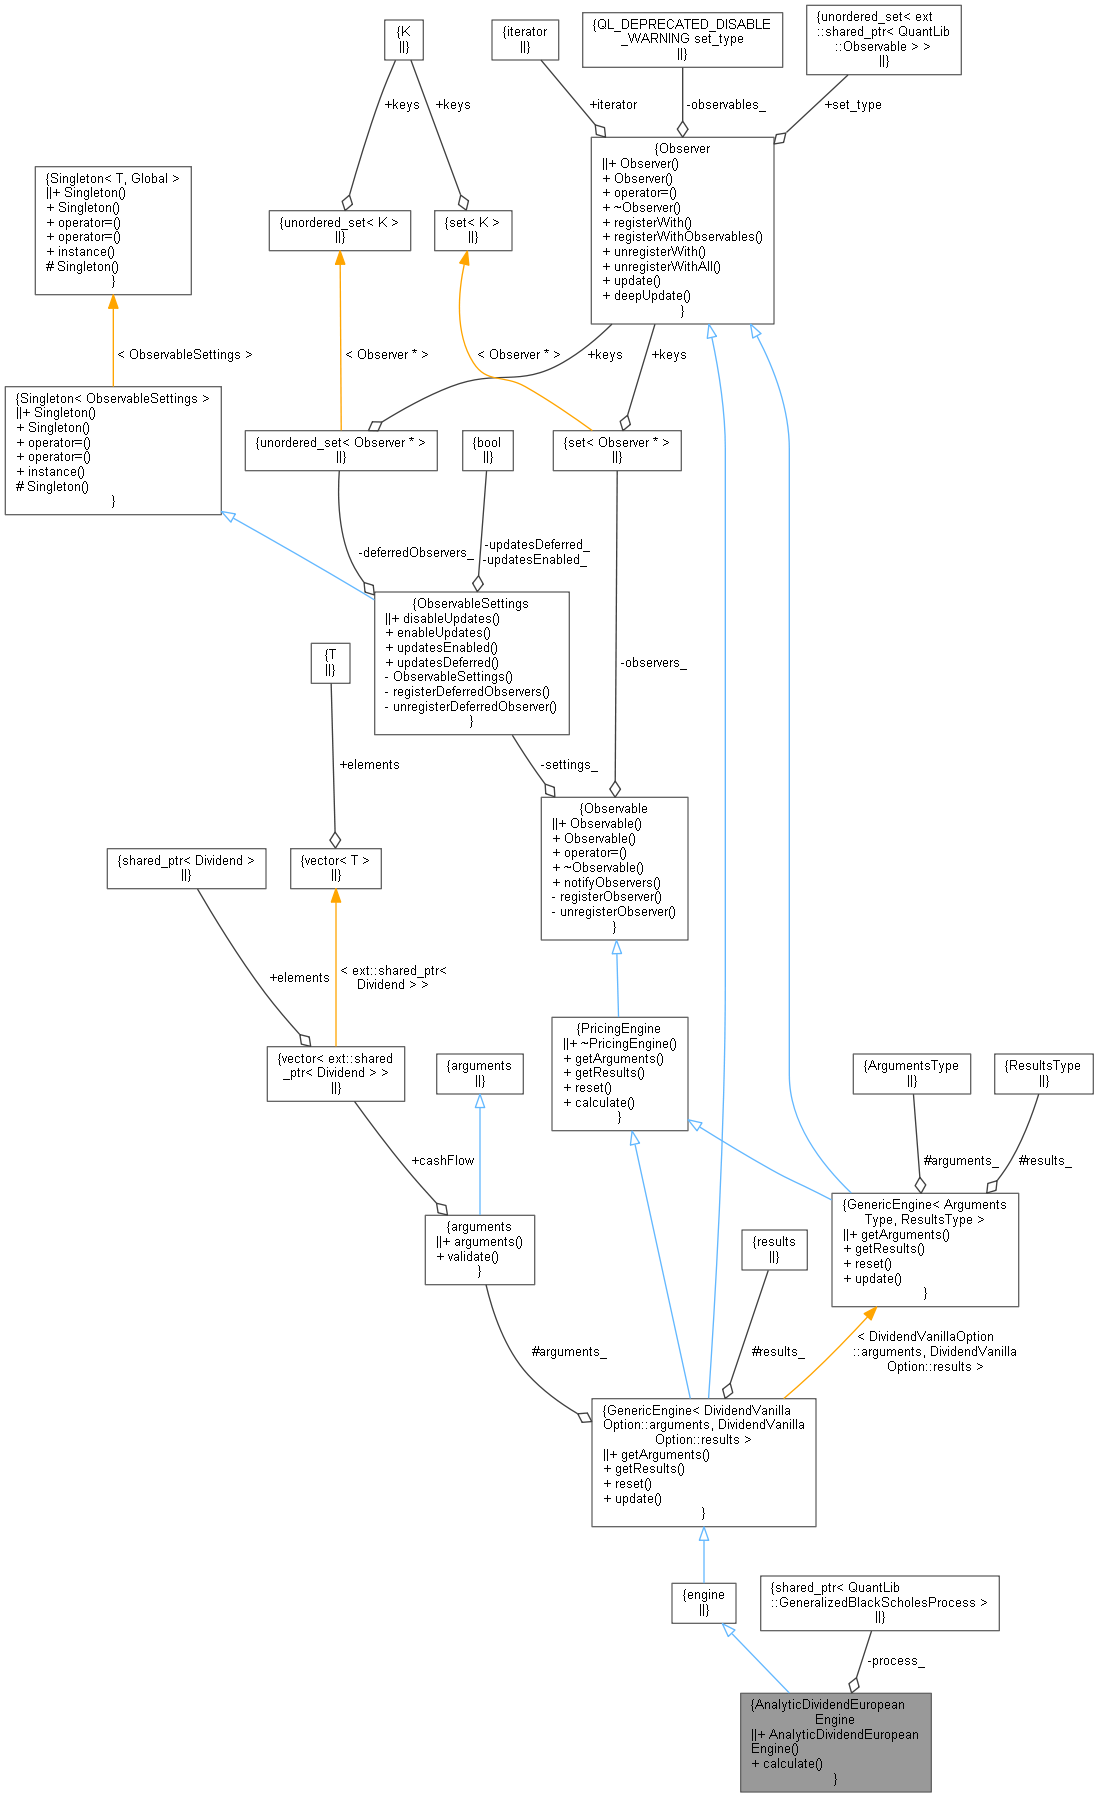 {K
||}
{iterator
||}
{QL_DEPRECATED_DISABLE
_WARNING set_type
||}
{unordered_set< ext
::shared_ptr< QuantLib
::Observable > >
||}
+keys
+keys
+iterator
-observables_
+set_type
{Singleton< T, Global >
||+ Singleton()
+ Singleton()
+ operator=()
+ operator=()
+ instance()
# Singleton()
}
{unordered_set< K >
||}
{set< K >
||}
{Observer
||+ Observer()
+ Observer()
+ operator=()
+ ~Observer()
+ registerWith()
+ registerWithObservables()
+ unregisterWith()
+ unregisterWithAll()
+ update()
+ deepUpdate()
}
< ObservableSettings >
< Observer * >
< Observer * >
+keys
+keys
{Singleton< ObservableSettings >
||+ Singleton()
+ Singleton()
+ operator=()
+ operator=()
+ instance()
# Singleton()
}
{unordered_set< Observer * >
||}
{bool
||}
{set< Observer * >
||}
-deferredObservers_
-updatesDeferred_
-updatesEnabled_
{ObservableSettings
||+ disableUpdates()
+ enableUpdates()
+ updatesEnabled()
+ updatesDeferred()
- ObservableSettings()
- registerDeferredObservers()
- unregisterDeferredObserver()
}
{T
||}
-observers_
+elements
-settings_
{Observable
||+ Observable()
+ Observable()
+ operator=()
+ ~Observable()
+ notifyObservers()
- registerObserver()
- unregisterObserver()
}
{shared_ptr< Dividend >
||}
{vector< T >
||}
+elements
< ext::shared_ptr<
Dividend > >
{vector< ext::shared
_ptr< Dividend > >
||}
{arguments
||}
{PricingEngine
||+ ~PricingEngine()
+ getArguments()
+ getResults()
+ reset()
+ calculate()
}
{ArgumentsType
||}
{ResultsType
||}
+cashFlow
#arguments_
#results_
{arguments
||+ arguments()
+ validate()
}
{results
||}
{GenericEngine< Arguments
Type, ResultsType >
||+ getArguments()
+ getResults()
+ reset()
+ update()
}
#arguments_
#results_
< DividendVanillaOption
::arguments, DividendVanilla
Option::results >
{GenericEngine< DividendVanilla
Option::arguments, DividendVanilla
Option::results >
||+ getArguments()
+ getResults()
+ reset()
+ update()
}
{engine
||}
{shared_ptr< QuantLib
::GeneralizedBlackScholesProcess >
||}
-process_
{AnalyticDividendEuropean
Engine
||+ AnalyticDividendEuropean
Engine()
+ calculate()
}